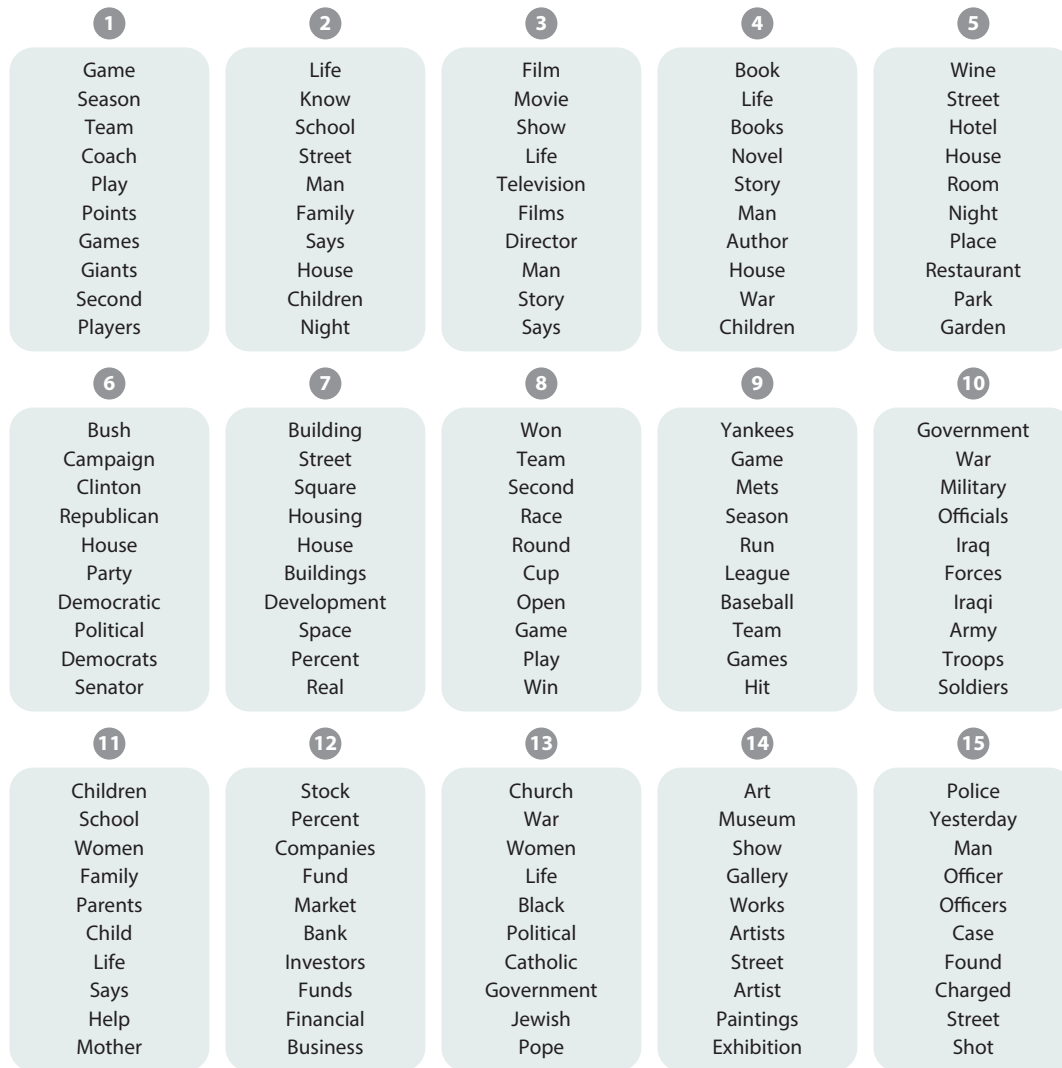 1
Game
Season
Team
Coach
Play
Points
Games
Giants
Second
Players
2
Life
Know
School
Street
Man
Family
Says
House
Children
Night
3
Film
Movie
Show
Life
Television
Films
Director
Man
Story
Says
4
Book
Life
Books
Novel
Story
Man
Author
House
War
Children
5
Wine
Street
Hotel
House
Room
Night
Place
Restaurant
Park
Garden
6
Bush
Campaign
Clinton
Republican
House
Party
Democratic
Political
Democrats
Senator
7
Building
Street
Square
Housing
House
Buildings
Development
Space
Percent
Real
8
Won
Team
Second
Race
Round
Cup
Open
Game
Play
Win
9
Yankees
Game
Mets
Season
Run
League
Baseball
Team
Games
Hit
10
Government
War
Military
Officials
Iraq
Forces
Iraqi
Army
Troops
Soldiers
11
Children
School
Women
Family
Parents
Child
Life
Says
Help
Mother
12
Stock
Percent
Companies
Fund
Market
Bank
Investors
Funds
Financial
Business
13
Church
War
Women
Life
Black
Political
Catholic
Government
Jewish
Pope
14
Art
Museum
Show
Gallery
Works
Artists
Street
Artist
Paintings
Exhibition
15
Police
Yesterday
Man
Officer
Officers
Case
Found
Charged
Street
Shot